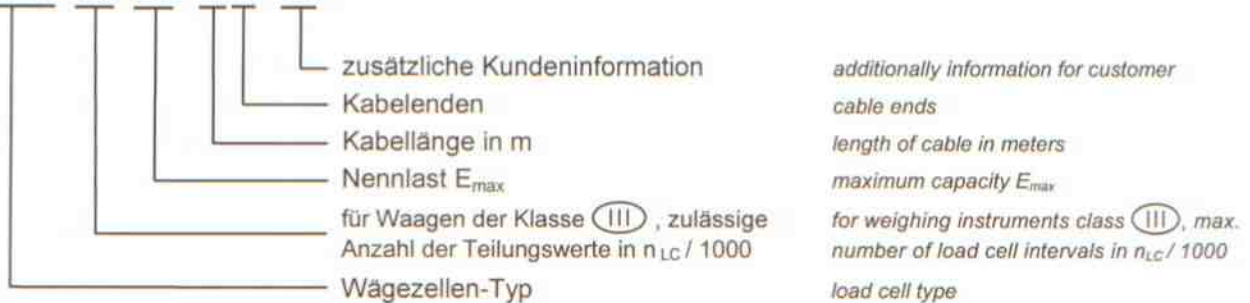 zusätzliche Kundeninformation additionally information for customer
Kabelenden cable ends
Kabellänge in m length of cable in meters
Nennlast Emax maximum capacity Emax
für Waagen der Klasse III , zulässige for weighing instruments class III, max.
Anzahl der Teilungswerte in n LC / 1000 number of load cell intervals in nLC / 1000
Wägezellen-Typ load cell type